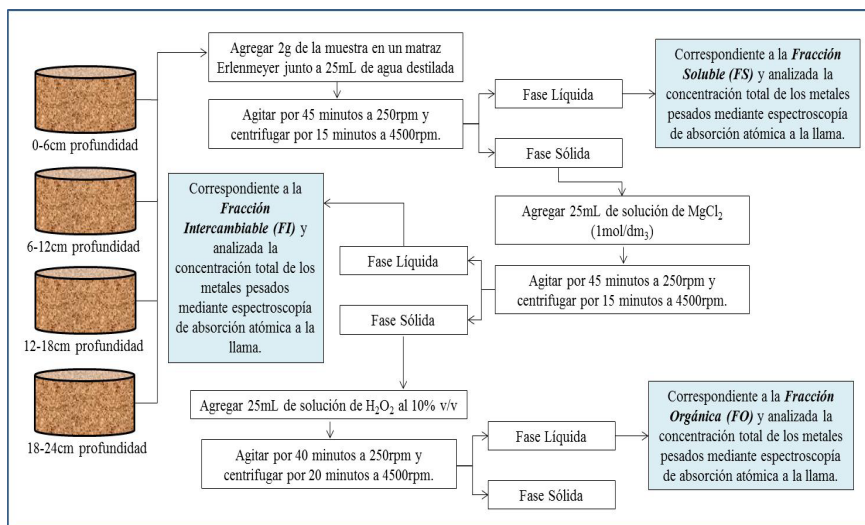 Agregar 2g de la muestra en un matraz
Erlenmeyer junto a 25mL de agua destilada
Agitar por 45 minutos a 250rpm y
centrifugar por 15 minutos a 4500rpm.
Fase Líquida
Fase Sólida
Correspondiente a la Fracción
Soluble (FS) y analizada la
concentración total de los metales
pesados mediante espectroscopía
de absorción atómica a la llama.
0-6cm profundidad
6-12cm profundidad
12-18cm profundidad
18-24cm profundidad
Agregar 25mL de solución de MgCl₂
(1mol/dm₃)
Agitar por 45 minutos a 250rpm y
centrifugar por 15 minutos a 4500rpm.
Fase Líquida
Fase Sólida
Correspondiente a la
Fracción
Intercambiable (FI) y
analizada la
concentración total de los
metales pesados
mediante espectroscopía
de absorción atómica a la
llama.
Agregar 25mL de solución de H₂O₂ al 10% v/v
Agitar por 40 minutos a 250rpm y
centrifugar por 20 minutos a 4500rpm.
Fase Líquida
Fase Sólida
Correspondiente a la Fracción
Orgánica (FO) y analizada la
concentración total de los metales
pesados mediante espectroscopía
de absorción atómica a la llama.